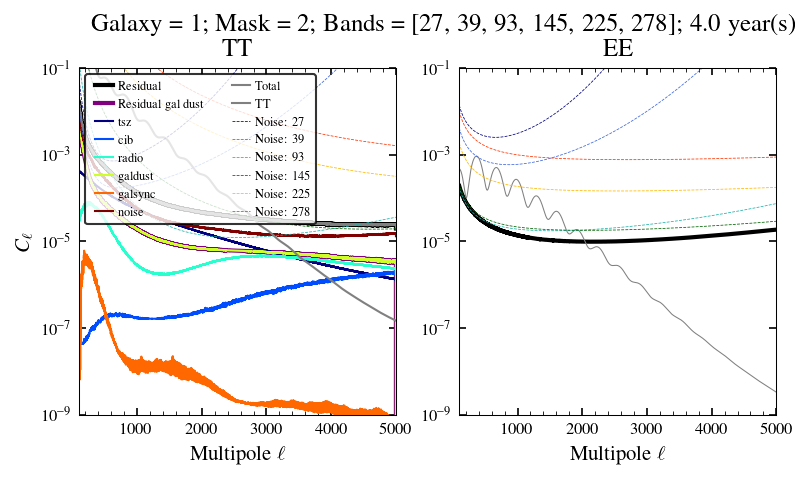 Galaxy = 1; Mask = 2; Bands = [27, 39, 93, 145, 225, 278]; 4.0 year(s)
TT
EE
10⁻¹
10⁻³
10⁻⁵
10⁻⁷
10⁻⁹
Cℓ
Residual
Residual gal dust
tsz
cib
radio
galdust
galsync
noise
Total
TT
Noise: 27
Noise: 39
Noise: 93
Noise: 145
Noise: 225
Noise: 278
1000 2000 3000 4000 5000
Multipole ℓ
10⁻¹
10⁻³
10⁻⁵
10⁻⁷
10⁻⁹
1000 2000 3000 4000 5000
Multipole ℓ